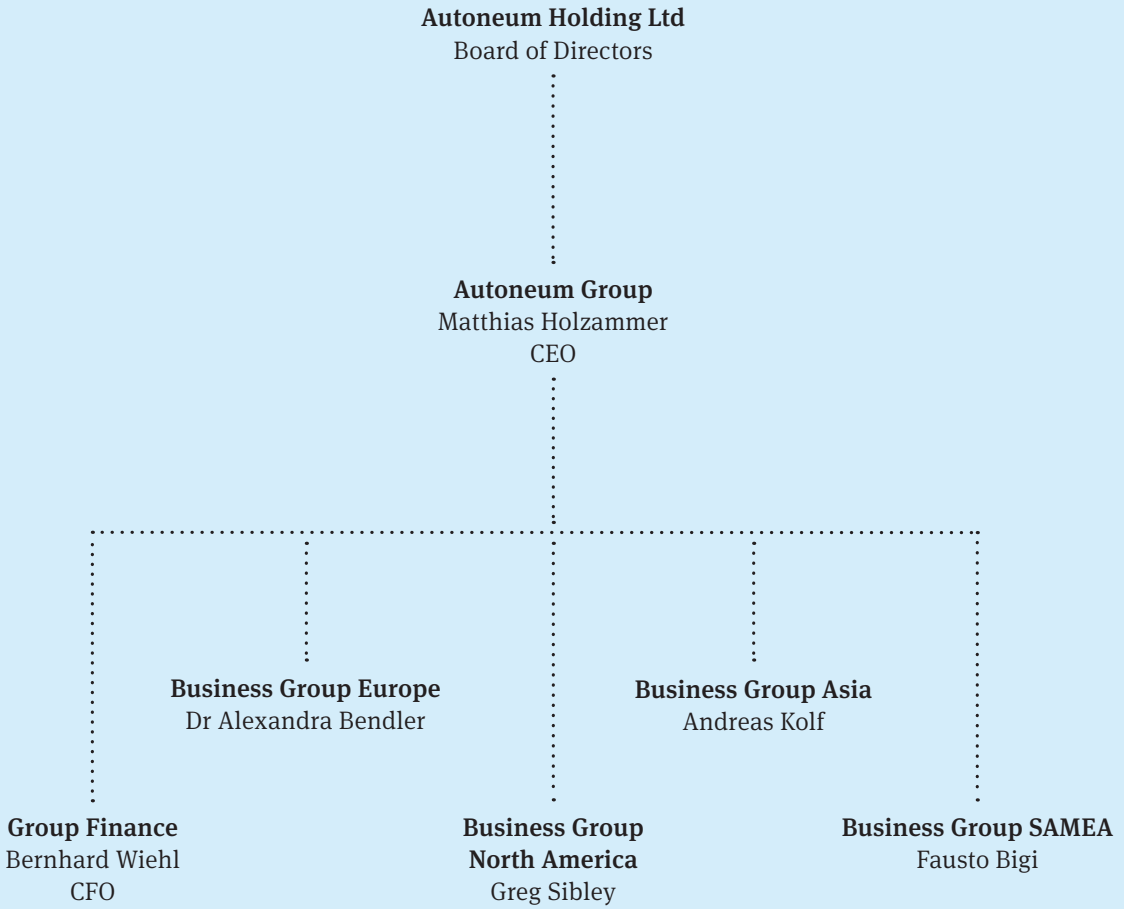 Autoneum Holding Ltd
Board of Directors
Autoneum Group
Matthias Holzammer
CEO
Business Group Europe
Dr Alexandra Bendler
Business Group Asia
Andreas Kolf
Group Finance
Bernhard Wiehl
CFO
Business Group
North America
Greg Sibley
Business Group SAMEA
Fausto Bigi